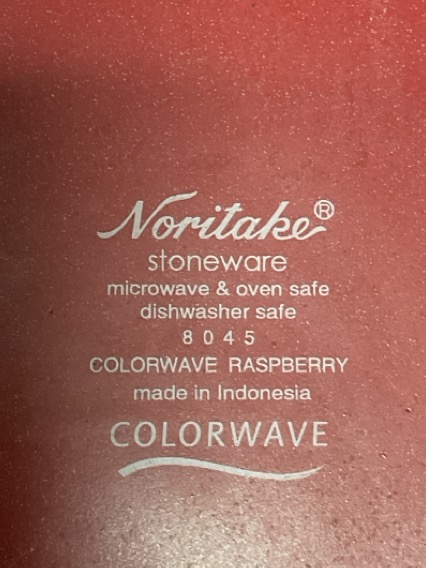 Noritake®
stoneware
microwave & oven safe
dishwasher safe
8045
COLORWAVE RASPBERRY
made in Indonesia
COLORWAVE